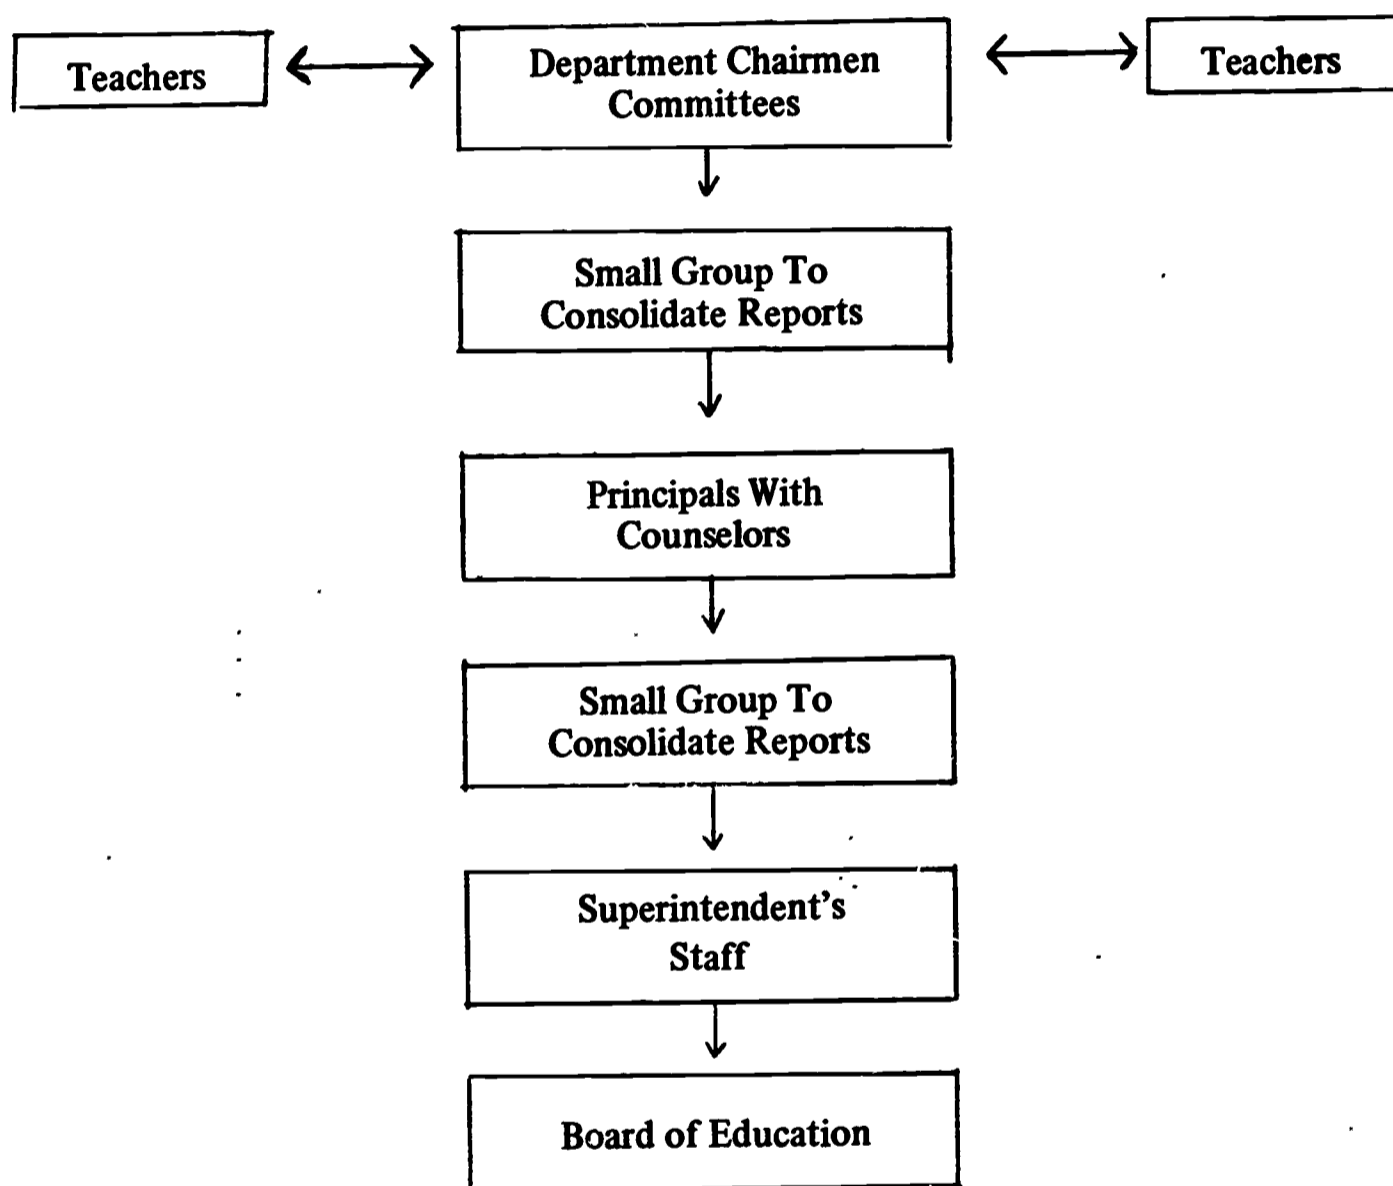 Teachers
Department Chairmen
Committees
Teachers
Small Group To
Consolidate Reports
Principals With
Counselors
Small Group To
Consolidate Reports
Superintendent's
Staff
Board of Education